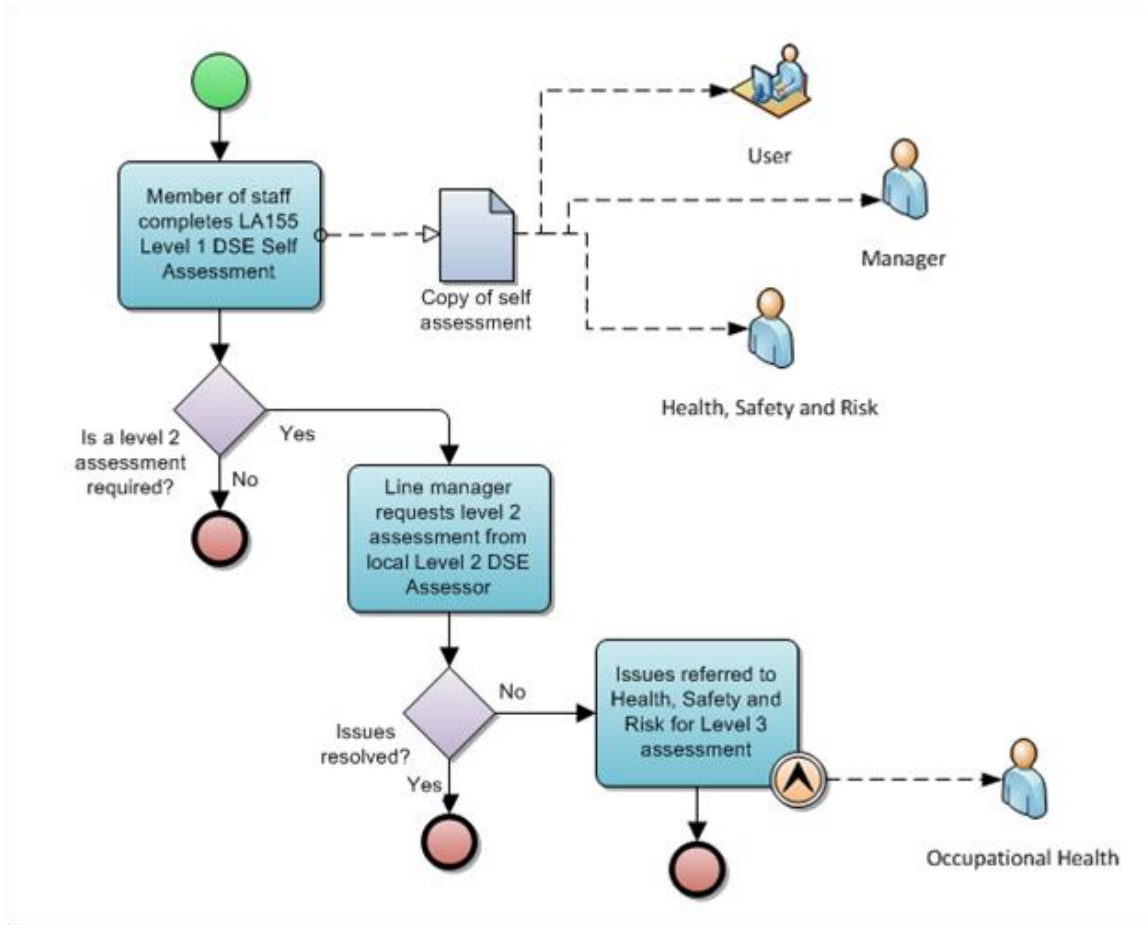 User
Member of staff
completes LA155
Level 1 DSE Self
Assessment
Manager
Copy of self
assessment
Health, Safety and Risk
Is a level 2
assessment
required?
Yes
No
Line manager
requests level 2
assessment from
local Level 2 DSE
Assessor
Issues
resolved?
No
Yes
Issues referred to
Health, Safety and
Risk for Level 3
assessment
Occupational Health